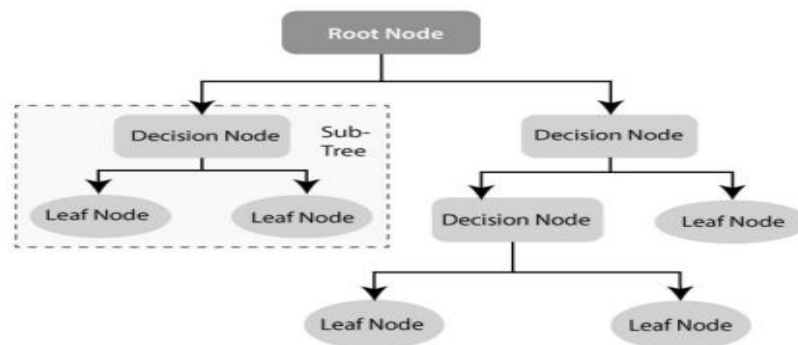 Root Node
Decision Node
Sub-
Tree
Decision Node
Leaf Node
Leaf Node
Decision Node
Leaf Node
Leaf Node
Leaf Node